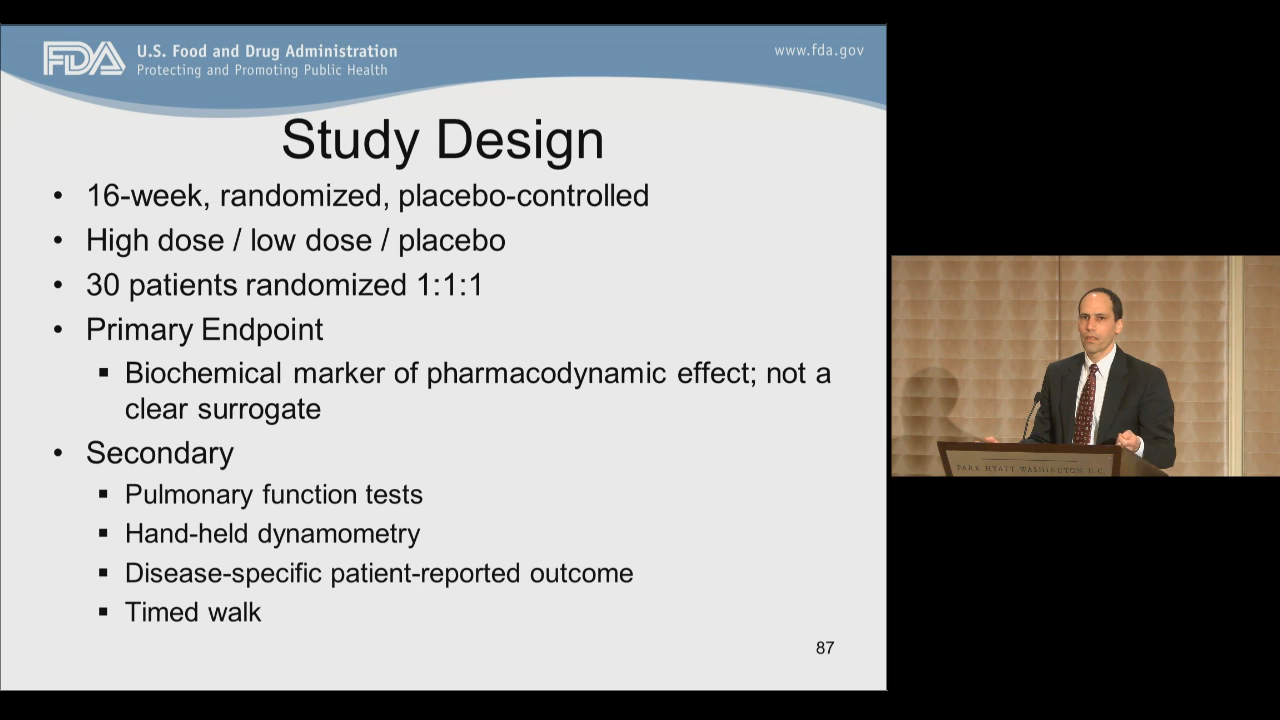 FDA
U.S. Food and Drug Administration
Protecting and Promoting Public Health
www.fda.gov
Study Design
• 16-week, randomized, placebo-controlled
• High dose / low dose / placebo
• 30 patients randomized 1:1:1
• Primary Endpoint
▪ Biochemical marker of pharmacodynamic effect; not a
clear surrogate
• Secondary
▪ Pulmonary function tests
▪ Hand-held dynamometry
▪ Disease-specific patient-reported outcome
▪ Timed walk
87
PARK HYATT WASHINGTON D.C.